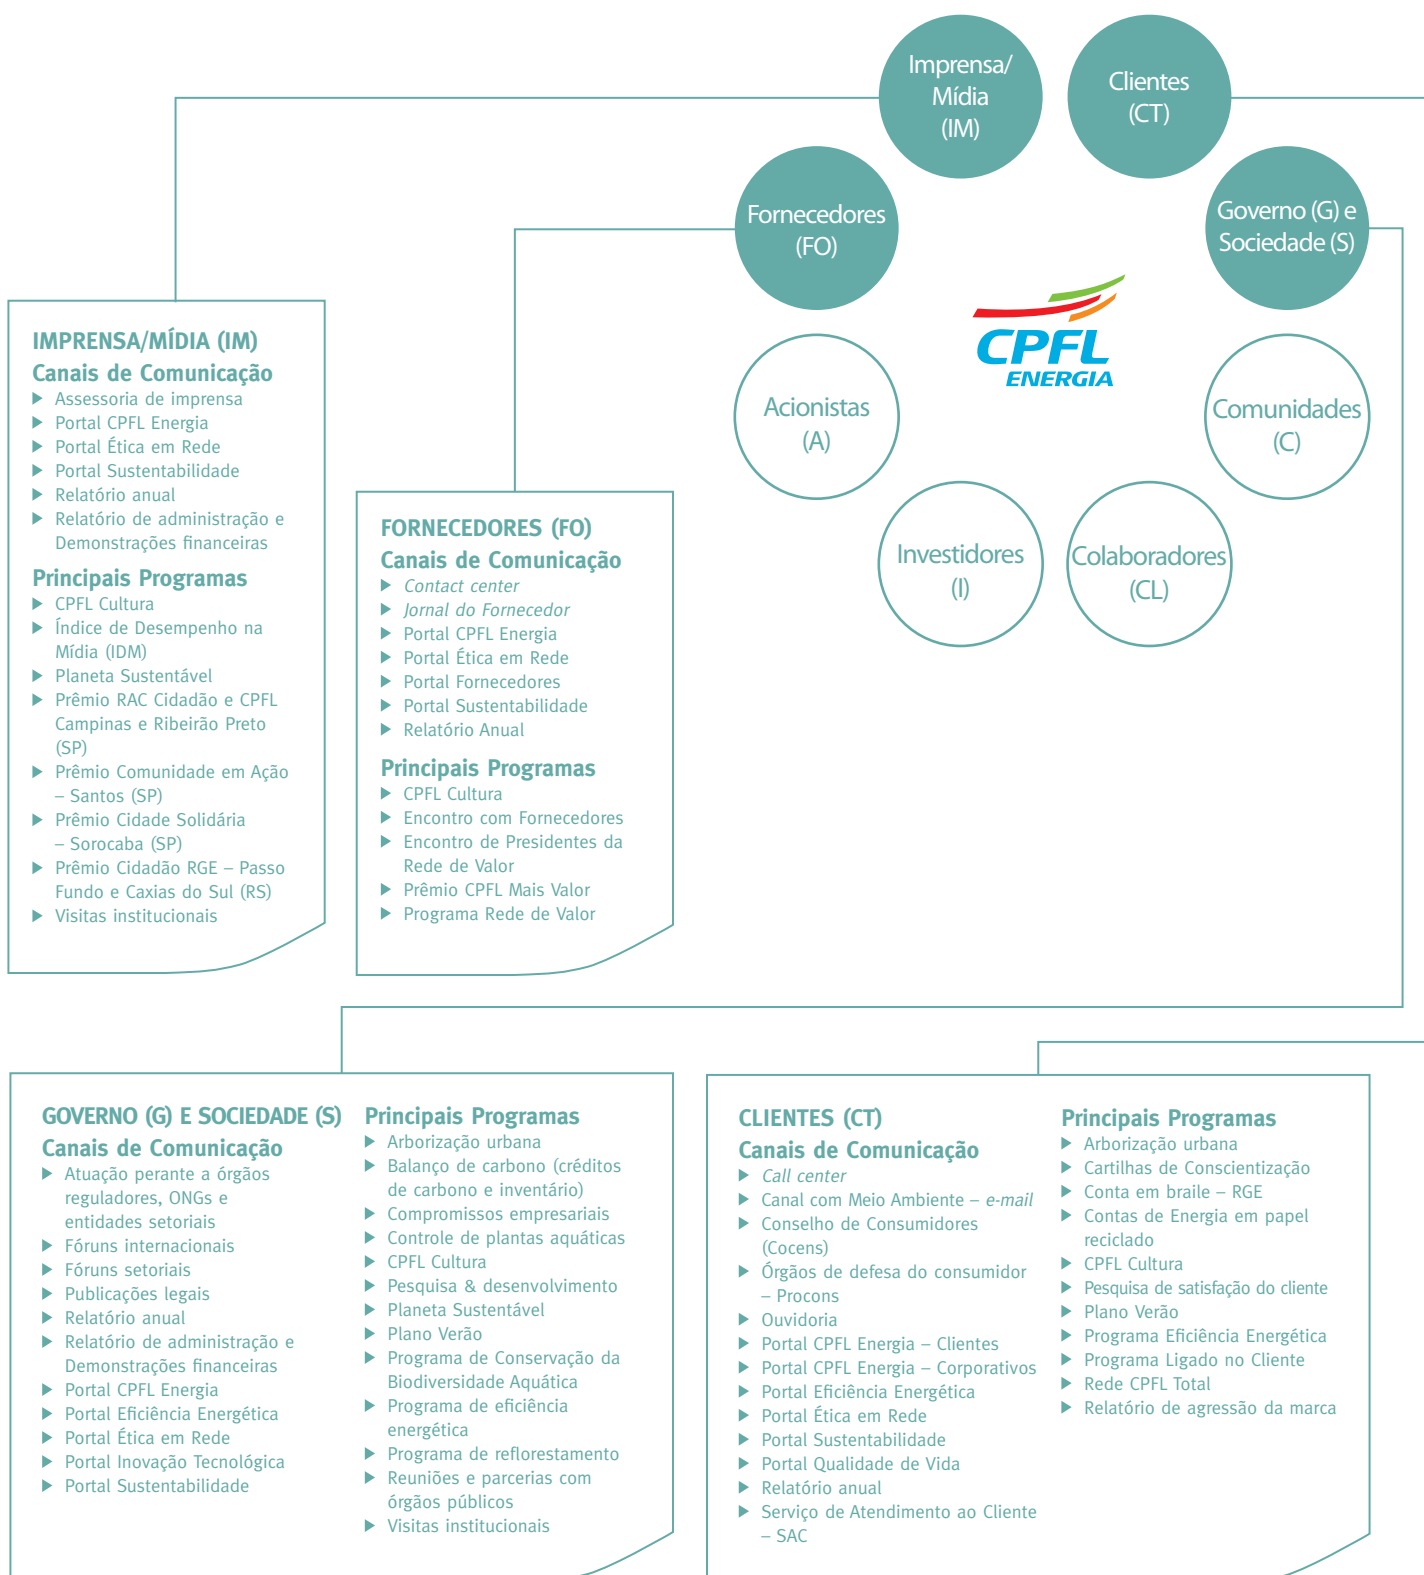 Imprensa/
Mídia
(IM)
Clientes
(CT)
Fornecedores
(FO)
Governo (G) e
Sociedade (S)
CPFL
ENERGIA
Acionistas
(A)
Comunidades
(C)
Investidores
(I)
Colaboradores
(CL)
IMPRENSA/MÍDIA (IM)
Canais de Comunicação
Assessoria de imprensa
Portal CPFL Energia
Portal Ética em Rede
Portal Sustentabilidade
Relatório anual
Relatório de administração e
Demonstrações financeiras
Principais Programas
CPFL Cultura
Índice de Desempenho na
Mídia (IDM)
Planeta Sustentável
Prêmio RAC Cidadão e CPFL
Campinas e Ribeirão Preto
(SP)
Prêmio Comunidade em Ação
– Santos (SP)
Prêmio Cidade Solidária
– Sorocaba (SP)
Prêmio Cidadão RGE – Passo
Fundo e Caxias do Sul (RS)
Visitas institucionais
FORNECEDORES (FO)
Canais de Comunicação
Contact center
Jornal do Fornecedor
Portal CPFL Energia
Portal Ética em Rede
Portal Fornecedores
Portal Sustentabilidade
Relatório Anual
Principais Programas
CPFL Cultura
Encontro com Fornecedores
Encontro de Presidentes da
Rede de Valor
Prêmio CPFL Mais Valor
Programa Rede de Valor
GOVERNO (G) E SOCIEDADE (S)
Canais de Comunicação
Atuação perante a órgãos
reguladores, ONGs e
entidades setoriais
Fóruns internacionais
Fóruns setoriais
Publicações legais
Relatório anual
Relatório de administração e
Demonstrações financeiras
Portal CPFL Energia
Portal Eficiência Energética
Portal Ética em Rede
Portal Inovação Tecnológica
Portal Sustentabilidade
Principais Programas
Arborização urbana
Balanço de carbono (créditos
de carbono e inventário)
Compromissos empresariais
Controle de plantas aquáticas
CPFL Cultura
Pesquisa & desenvolvimento
Planeta Sustentável
Plano Verão
Programa de Conservação da
Biodiversidade Aquática
Programa de eficiência
energética
Programa de reflorestamento
Reuniões e parcerias com
órgãos públicos
Visitas institucionais
CLIENTES (CT)
Canais de Comunicação
Call center
Canal com Meio Ambiente – e-mail
Conselho de Consumidores
(Cocens)
Órgãos de defesa do consumidor
– Procons
Ouvidoria
Portal CPFL Energia – Clientes
Portal CPFL Energia – Corporativos
Portal Eficiência Energética
Portal Ética em Rede
Portal Sustentabilidade
Portal Qualidade de Vida
Relatório anual
Serviço de Atendimento ao Cliente
– SAC
Principais Programas
Arborização urbana
Cartilhas de Conscientização
Conta em braile – RGE
Contas de Energia em papel
reciclado
CPFL Cultura
Pesquisa de satisfação do cliente
Plano Verão
Programa Eficiência Energética
Programa Ligado no Cliente
Rede CPFL Total
Relatório de agressão da marca